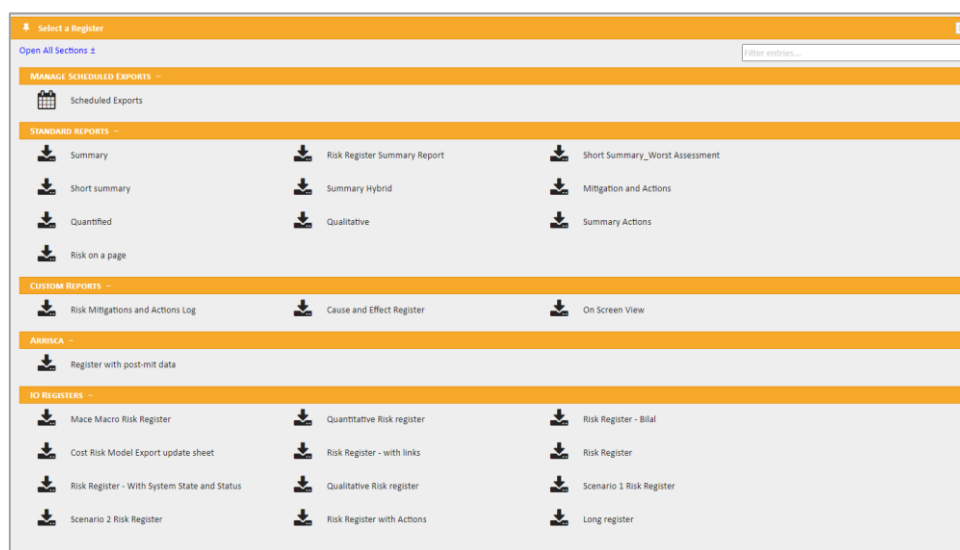 Select a Register
Open All Sections ±
Filter entries...
MANAGE SCHEDULED EXPORTS –
Scheduled Exports
STANDARD REPORTS –
Summary Risk Register Summary Report Short Summary_Worst Assessment
Short summary Summary Hybrid Mitigation and Actions
Quantified Qualitative Summary Actions
Risk on a page
CUSTOM REPORTS –
Risk Mitigations and Actions Log Cause and Effect Register On Screen View
ARRISCA –
Register with post-mit data
IO REGISTERS –
Mace Macro Risk Register Quantitative Risk register Risk Register - Bilal
Cost Risk Model Export update sheet Risk Register - with links Risk Register
Risk Register - With System State and Status Qualitative Risk register Scenario 1 Risk Register
Scenario 2 Risk Register Risk Register with Actions Long register